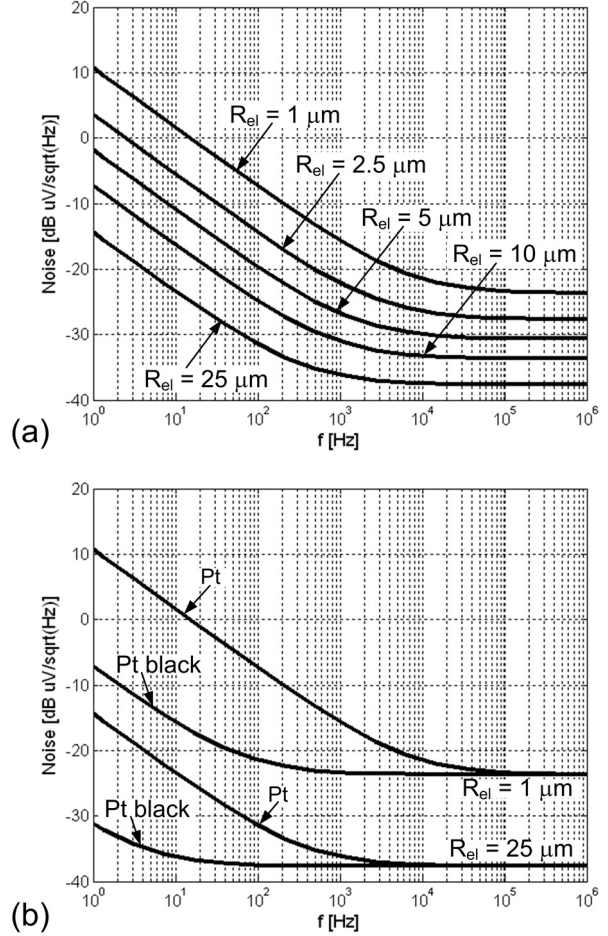 20
10
0
-10
-20
-30
-40
Noise [dB uV/sqrt(Hz)]
R_el = 1 μm
R_el = 2.5 μm
R_el = 5 μm
R_el = 10 μm
R_el = 25 μm
10^0 10^1 10^2 10^3 10^4 10^5 10^6
f [Hz]
(a)
20
10
0
-10
-20
-30
-40
Noise [dB uV/sqrt(Hz)]
Pt
Pt black
Pt
Pt black
R_el = 1 μm
R_el = 25 μm
10^0 10^1 10^2 10^3 10^4 10^5 10^6
f [Hz]
(b)